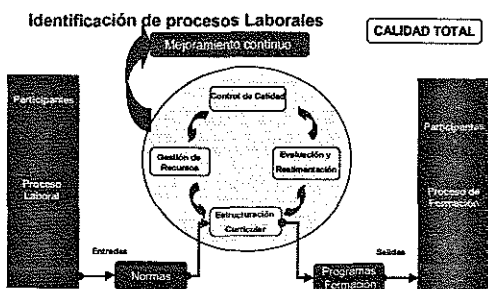 Identificación de procesos Laborales
Mejoramiento continuo
CALIDAD TOTAL
Participantes
Proceso
Laboral
Control de Calidad
Gestión de
Recursos
Evaluación y
Realimentación
Estructuración
Curricular
Participantes
Proceso de
Formación
Entradas
Normas
Programas
Formación
Salidas